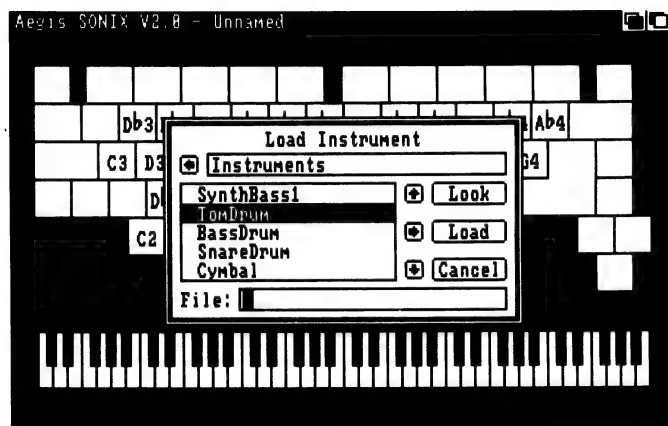 Aegis SONIX V2.0 - Unnamed
Db3 Ab4
C3 D3 G4
C2
Load Instrument
Instruments
SynthBass1
TomDrum
BassDrum
SnareDrum
Cymbal
Look
Load
Cancel
File: